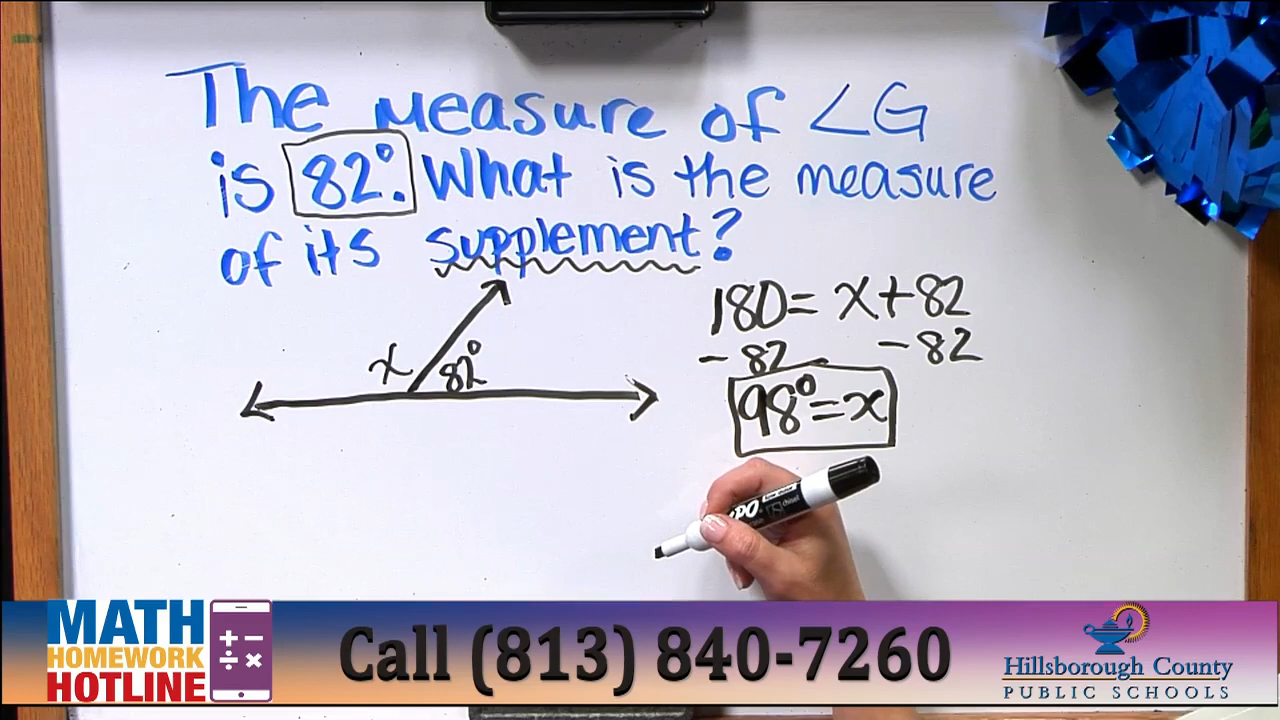 The measure of ∠G
is 82°. What is the measure
of its supplement?
180 = x + 82
- 82 - 82
98° = x
x 82°
EXPO
chisel
MATH
HOMEWORK
HOTLINE
+ −
÷ ×
Call (813) 840-7260
Hillsborough County
PUBLIC SCHOOLS